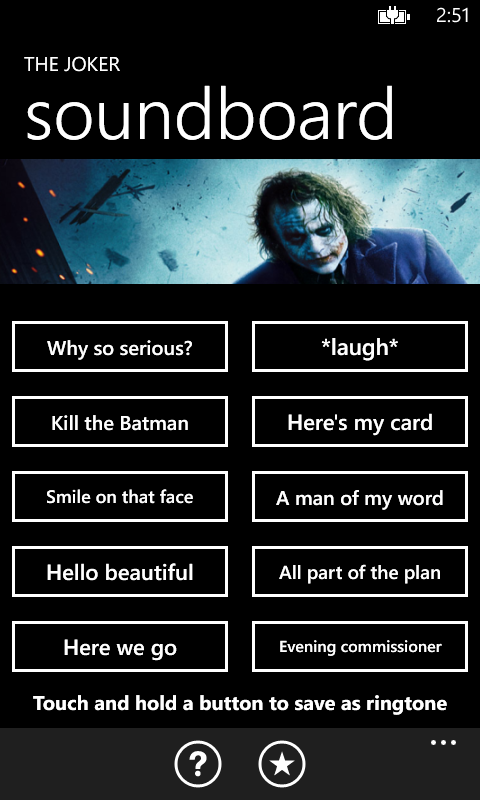 2:51
THE JOKER
soundboard
Why so serious?
*laugh*
Kill the Batman
Here's my card
Smile on that face
A man of my word
Hello beautiful
All part of the plan
Here we go
Evening commissioner
Touch and hold a button to save as ringtone
?
...